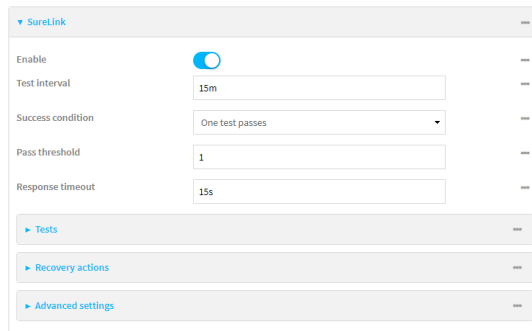 SureLink
Enable
Test interval 15m
Success condition One test passes
Pass threshold 1
Response timeout 15s
Tests
Recovery actions
Advanced settings